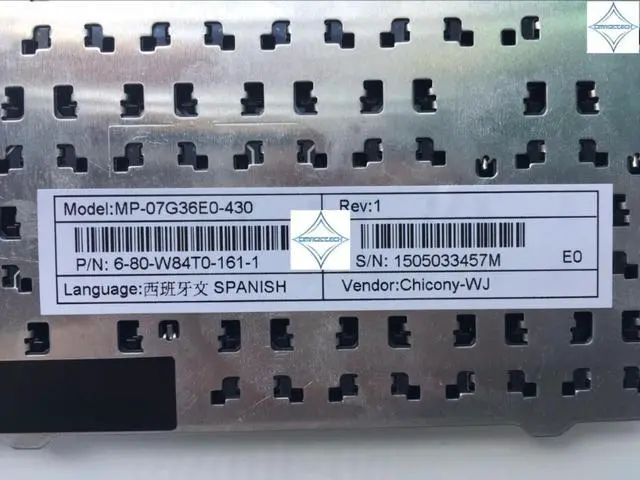 Model:MP-07G36E0-430
Rev:1
P/N: 6-80-W84T0-161-1
S/N: 1505033457M
E0
Language:西班牙文 SPANISH
Vendor:Chicony-WJ